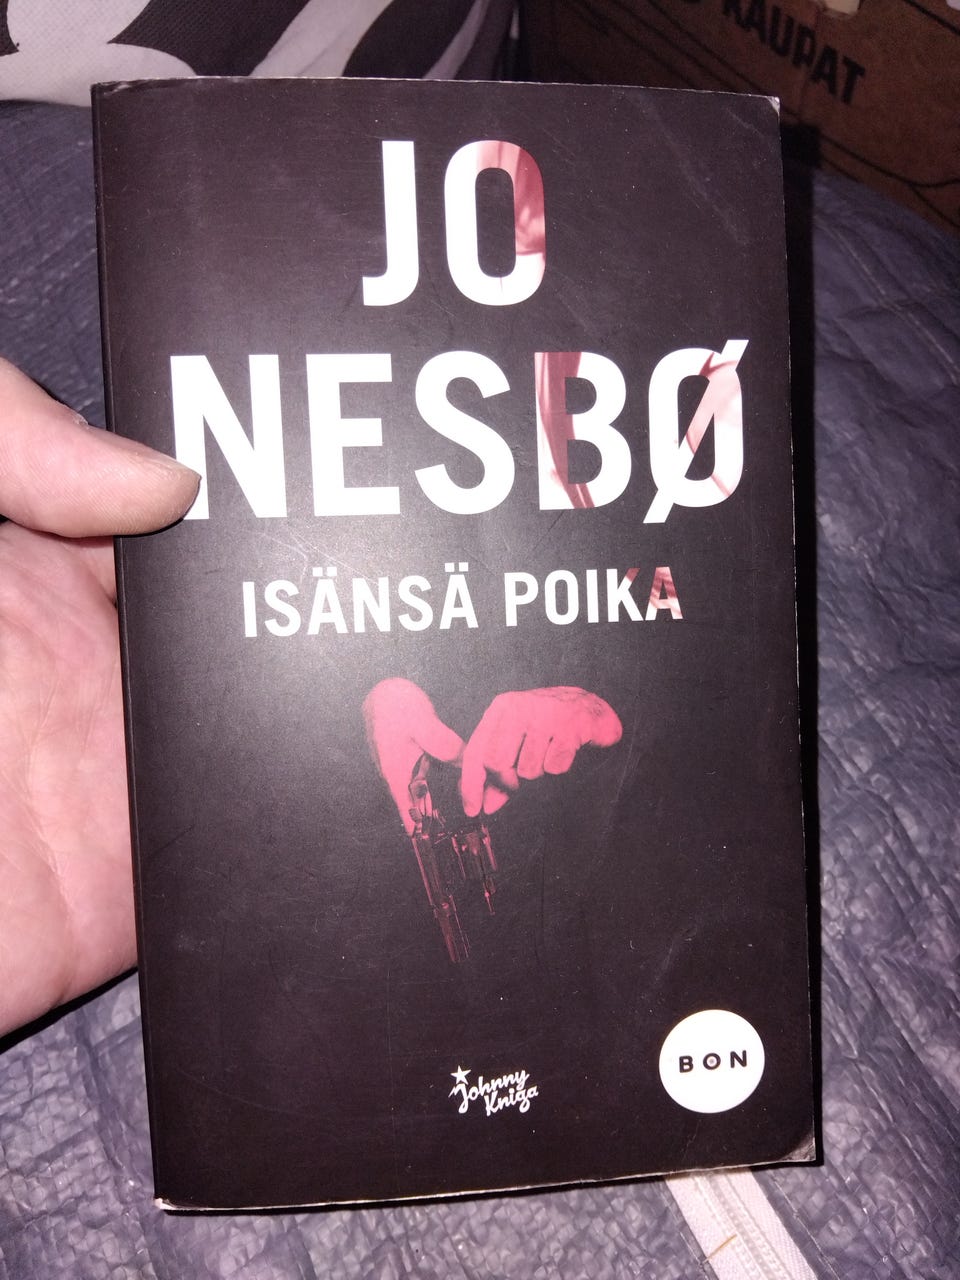 KAUPAT
JO
NESBØ
ISÄNSÄ POIKA
Johnny
Kniga
BON